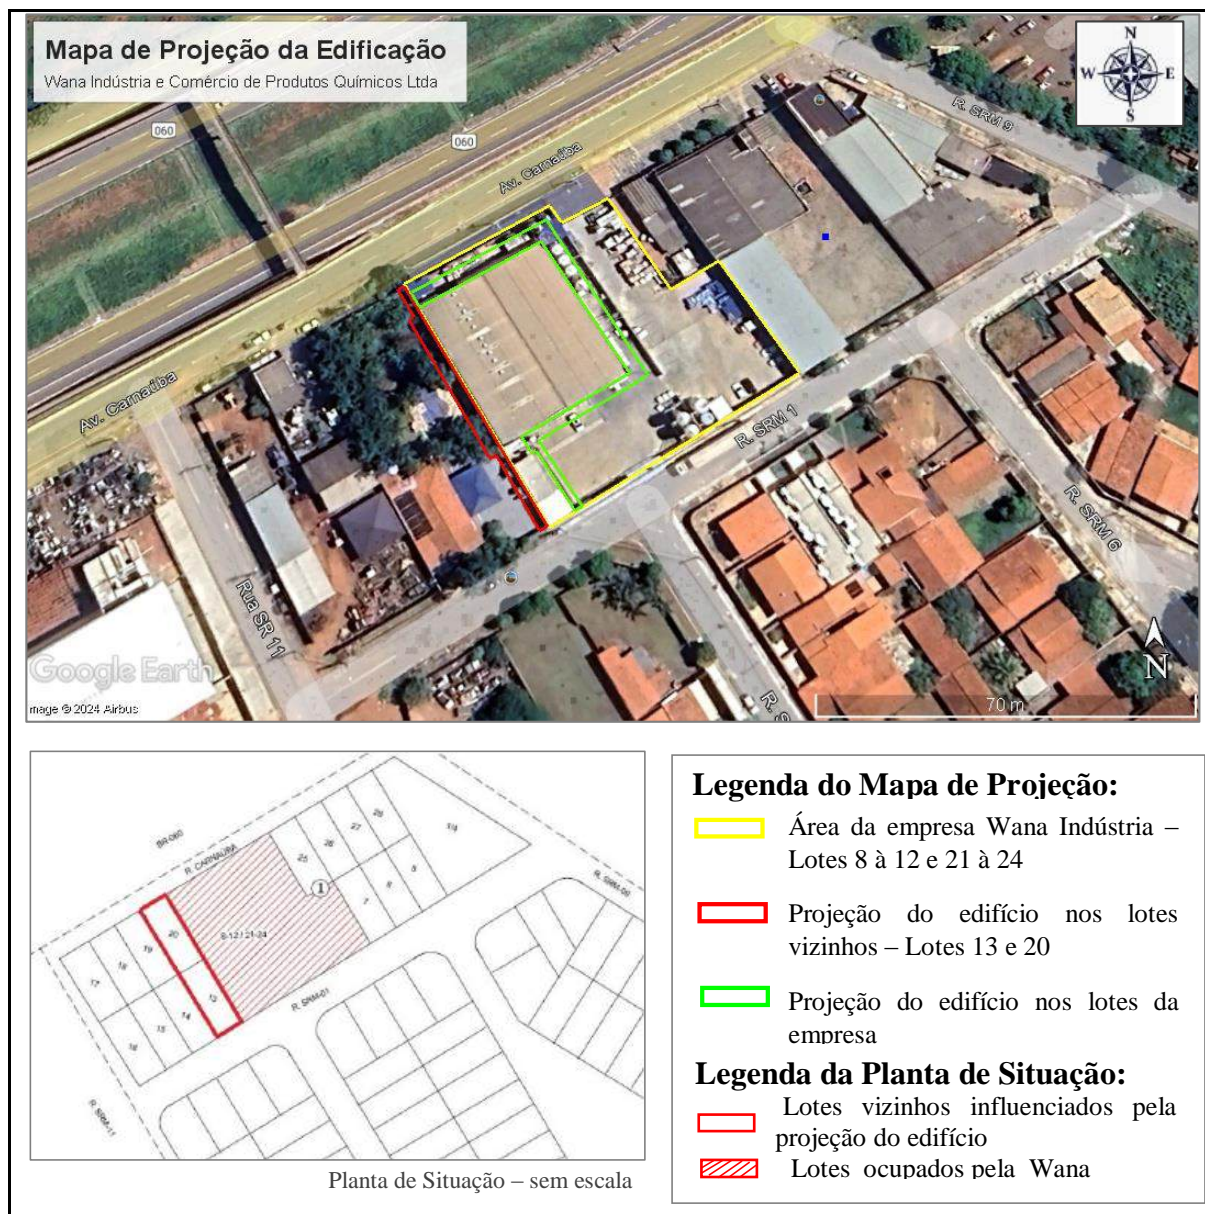 Mapa de Projeção da Edificação
Wana Indústria e Comércio de Produtos Químicos Ltda
N
W
E
S
060
060
R. SRM 9
Av. Carnaúba
Av. Carnaúba
R. SRM 1
R. SRM 6
Rua SR 11
Google Earth
mage © 2024 Airbus
N
70 m
BR-060
R. CARNAÚBA
1/4
28
27
26
25
1
R. SRM-06
7
20
8-12 / 21-24
19
18
17
13
14
15
16
R. SRM-01
R. SRM-11
Planta de Situação – sem escala
Legenda do Mapa de Projeção:
Área da empresa Wana Indústria –
Lotes 8 à 12 e 21 à 24
Projeção do edifício nos lotes
vizinhos – Lotes 13 e 20
Projeção do edifício nos lotes da
empresa
Legenda da Planta de Situação:
Lotes vizinhos influenciados pela
projeção do edifício
Lotes ocupados pela Wana